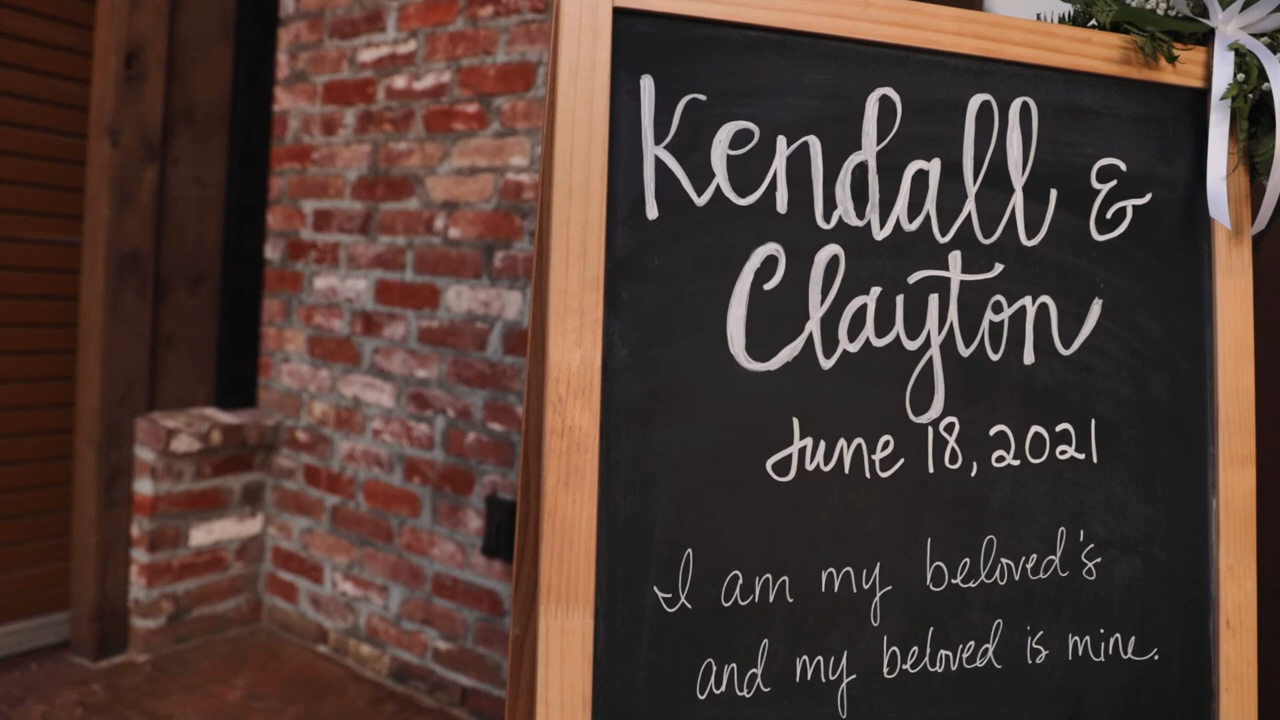 Kendall &
Clayton
June 18, 2021
I am my beloved's
and my beloved is mine.